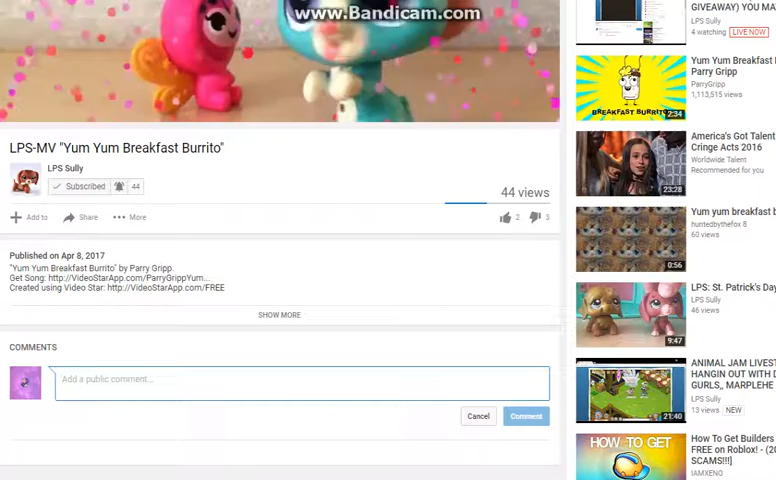 www.Bandicam.com
LPS-MV "Yum Yum Breakfast Burrito"
LPS Sully
Subscribed 44
44 views
Add to Share More
2 3
Published on Apr 8, 2017
"Yum Yum Breakfast Burrito" by Parry Gripp.
Get Song: http://VideoStarApp.com/ParryGrippYum...
Created using Video Star: http://VideoStarApp.com/FREE
SHOW MORE
COMMENTS
Add a public comment...
Cancel Comment
GIVEAWAY) YOU MA
LPS Sully
4 watching LIVE NOW
BREAKFAST BURRITO
2:34
Yum Yum Breakfast
Parry Gripp
ParryGripp
1,113,515 views
23:28
America's Got Talent
Cringe Acts 2016
Worldwide Talent
Recommended for you
0:56
Yum yum breakfast b
huntedbythefox 8
60 views
9:47
LPS: St. Patrick's Day
LPS Sully
46 views
21:40
ANIMAL JAM LIVEST
HANGIN OUT WITH D
GURLS,, MARPLEHE
LPS Sully
13 views NEW
HOW TO GET
How To Get Builders
FREE on Roblox! - (20
SCAMS!!!]
IAMXENO